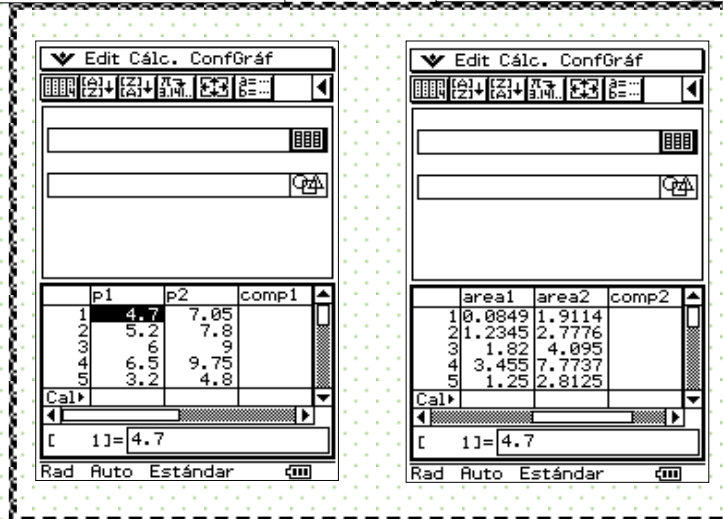 Edit Cálc. ConfGráf
p1 p2 comp1
1 4.7 7.05
2 5.2 7.8
3 6 9
4 6.5 9.75
5 3.2 4.8
Cal
[ 1]= 4.7
Rad Auto Estándar
Edit Cálc. ConfGráf
area1 area2 comp2
1 0.0849 1.9114
2 1.2345 2.7776
3 1.82 4.095
4 3.455 7.7737
5 1.25 2.8125
Cal
[ 1]= 4.7
Rad Auto Estándar